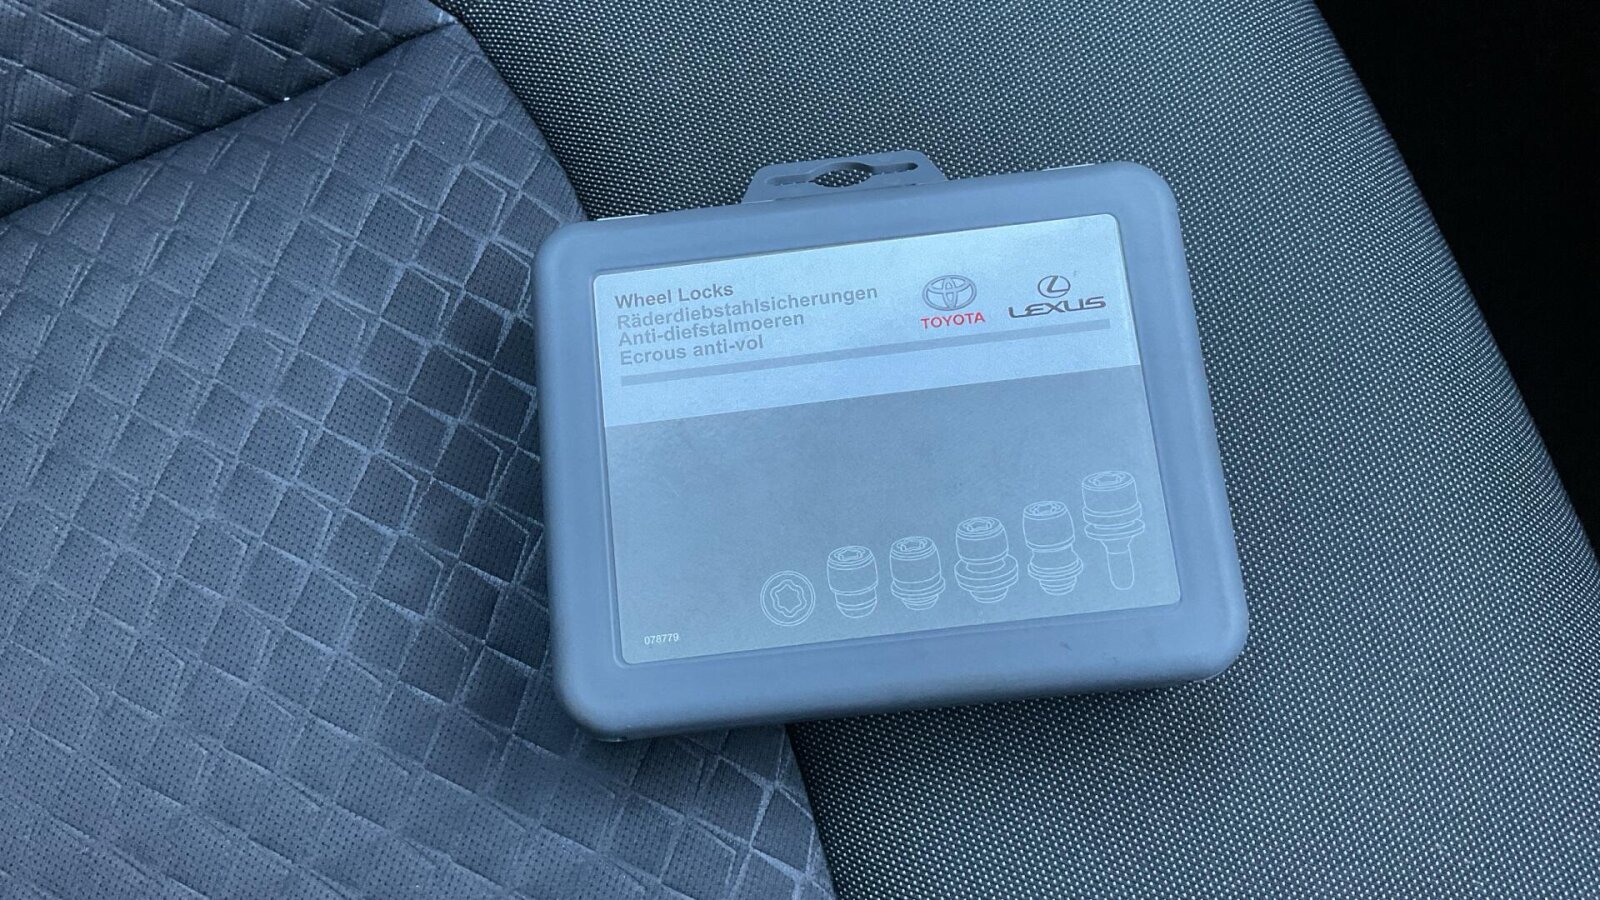 Wheel Locks
Räderdiebstahlsicherungen
Anti-diefstalmoeren
Ecrous anti-vol
TOYOTA
LEXUS
078779